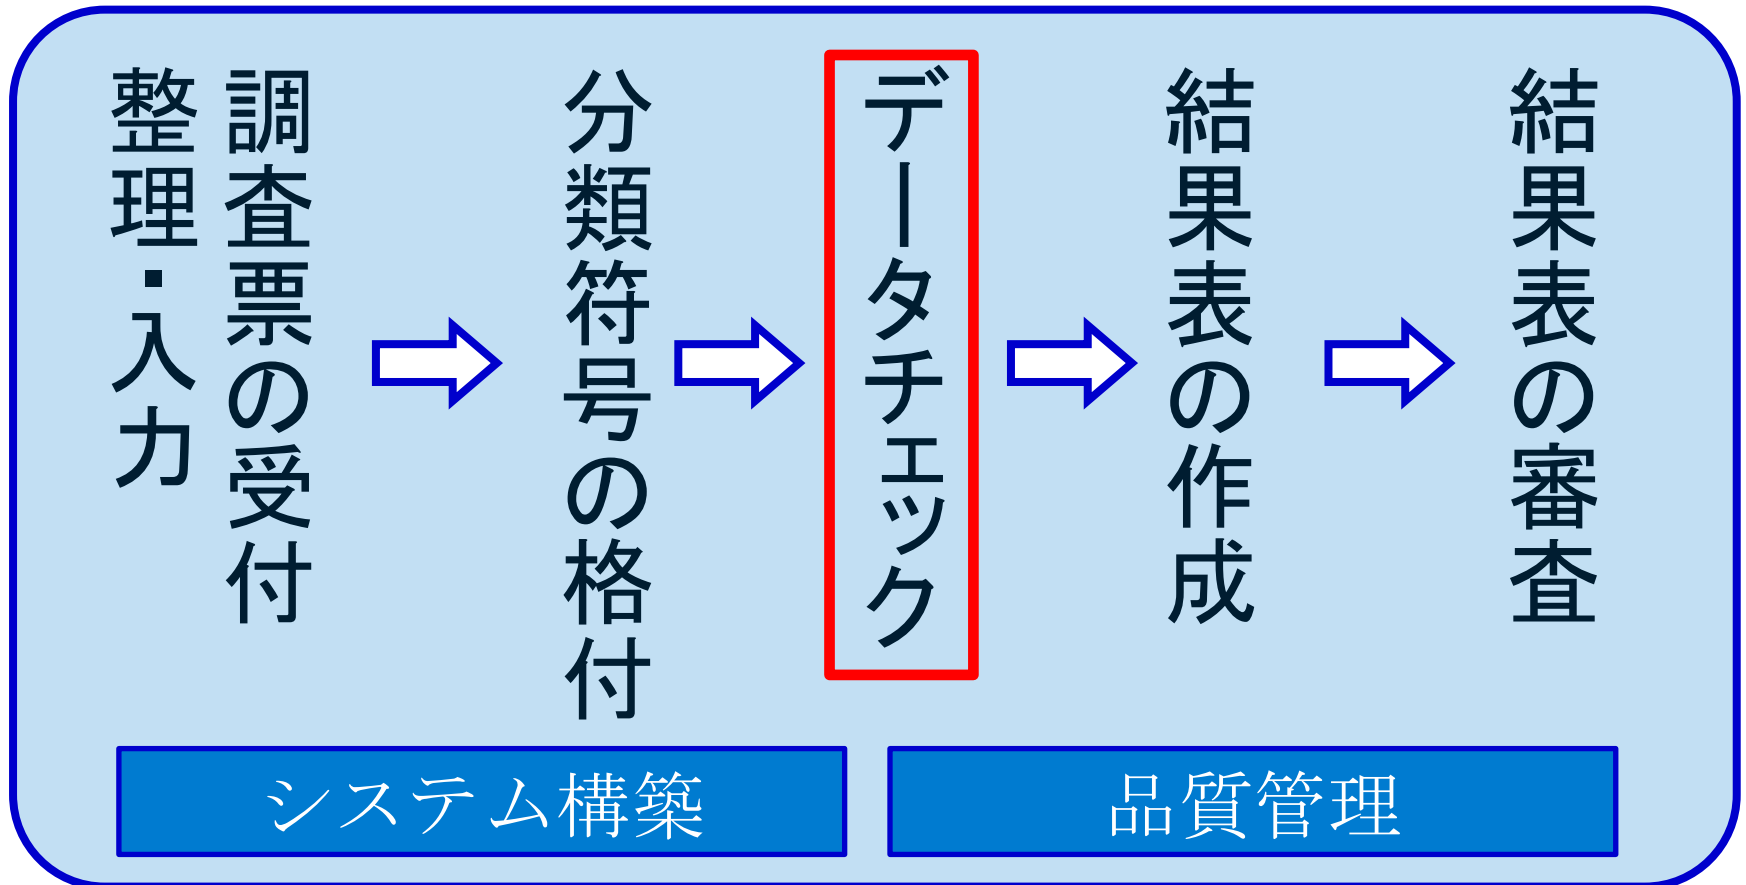 調査票の受付
整理・入力
分類符号の格付
データチェック
結果表の作成
結果表の審査
システム構築
品質管理